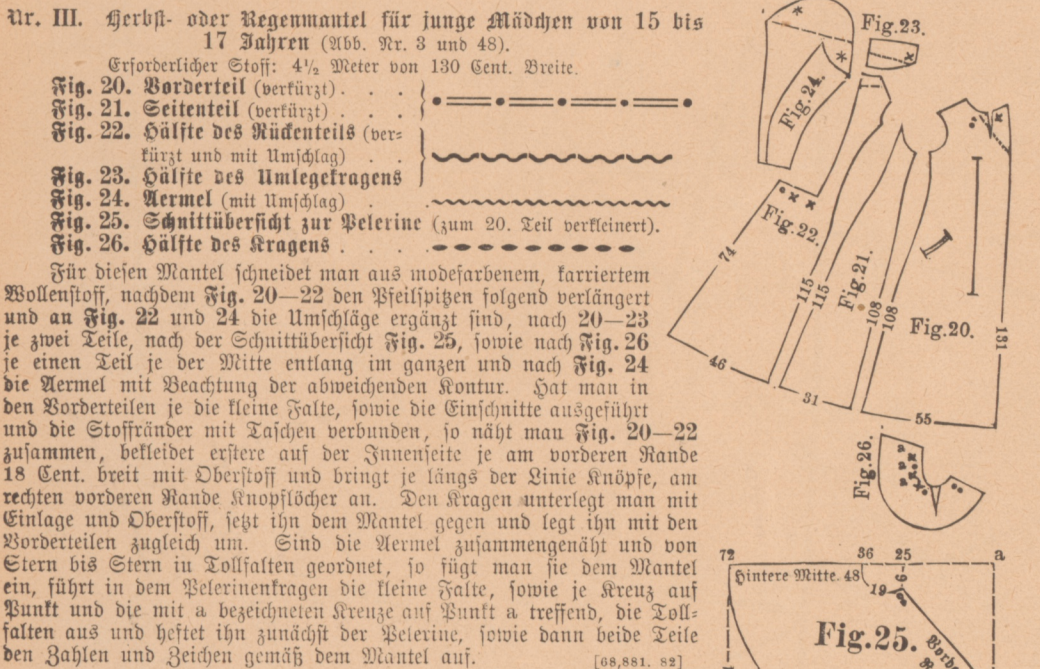 Nr. III. Herbst- oder Regenmantel für junge Mädchen von 15 bis
17 Jahren (Abb. Nr. 3 und 48).
Erforderlicher Stoff: 4½ Meter von 130 Cent. Breite.
Fig. 20. Vorderteil (verkürzt) . . .
Fig. 21. Seitenteil (verkürzt) . . .
Fig. 22. Hälfte des Rückenteils (ver-
kürzt und mit Umschlag) . .
Fig. 23. Hälfte des Umlegekragens
Fig. 24. Aermel (mit Umschlag) . .
Fig. 25. Schnittübersicht zur Pelerine (zum 20. Teil verkleinert).
Fig. 26. Hälfte des Kragens . . .
Für diesen Mantel schneidet man aus modefarbenem, karriertem
Wollenstoff, nachdem Fig. 20—22 den Pfeilspitzen folgend verlängert
und an Fig. 22 und 24 die Umschläge ergänzt sind, nach 20—23
je zwei Teile, nach der Schnittübersicht Fig. 25, sowie nach Fig. 26
je einen Teil je der Mitte entlang im ganzen und nach Fig. 24
die Aermel mit Beachtung der abweichenden Kontur. Hat man in
den Vorderteilen je die kleine Falte, sowie die Einschnitte ausgeführt
und die Stoffränder mit Taschen verbunden, so näht man Fig. 20—22
zusammen, bekleidet erstere auf der Innenseite je am vorderen Rande
18 Cent. breit mit Oberstoff und bringt je längs der Linie Knöpfe, am
rechten vorderen Rande Knopflöcher an. Den Kragen unterlegt man mit
Einlage und Oberstoff, setzt ihn dem Mantel gegen und legt ihn mit den
Vorderteilen zugleich um. Sind die Aermel zusammengenäht und von
Stern bis Stern in Tollfalten geordnet, so fügt man sie dem Mantel
ein, führt in dem Pelerinenkragen die kleine Falte, sowie je Kreuz auf
Punkt und die mit a bezeichneten Kreuze auf Punkt a treffend, die Toll-
falten aus und heftet ihn zunächst der Pelerine, sowie dann beide Teile
den Zahlen und Zeichen gemäß dem Mantel auf.
[68,881. 82]
Fig. 23.
Fig. 24.
Fig. 22.
74
46
115
115
Fig. 21.
31
108
108
Fig. 20.
131
55
Fig. 26.
72
36
25
a
Hintere Mitte. 48
19
9
Fig. 25.